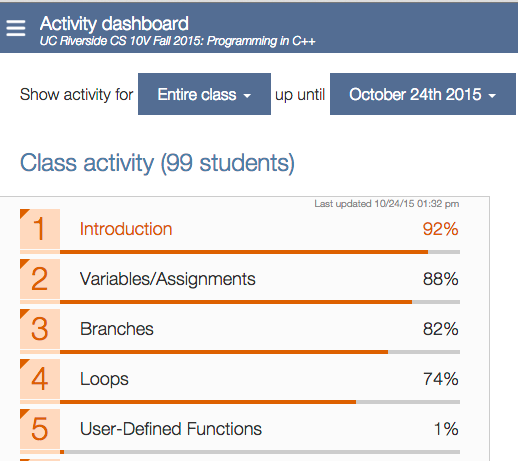 Activity dashboard
UC Riverside CS 10V Fall 2015: Programming in C++
Show activity for Entire class up until October 24th 2015
Class activity (99 students)
Last updated 10/24/15 01:32 pm
1 Introduction 92%
2 Variables/Assignments 88%
3 Branches 82%
4 Loops 74%
5 User-Defined Functions 1%